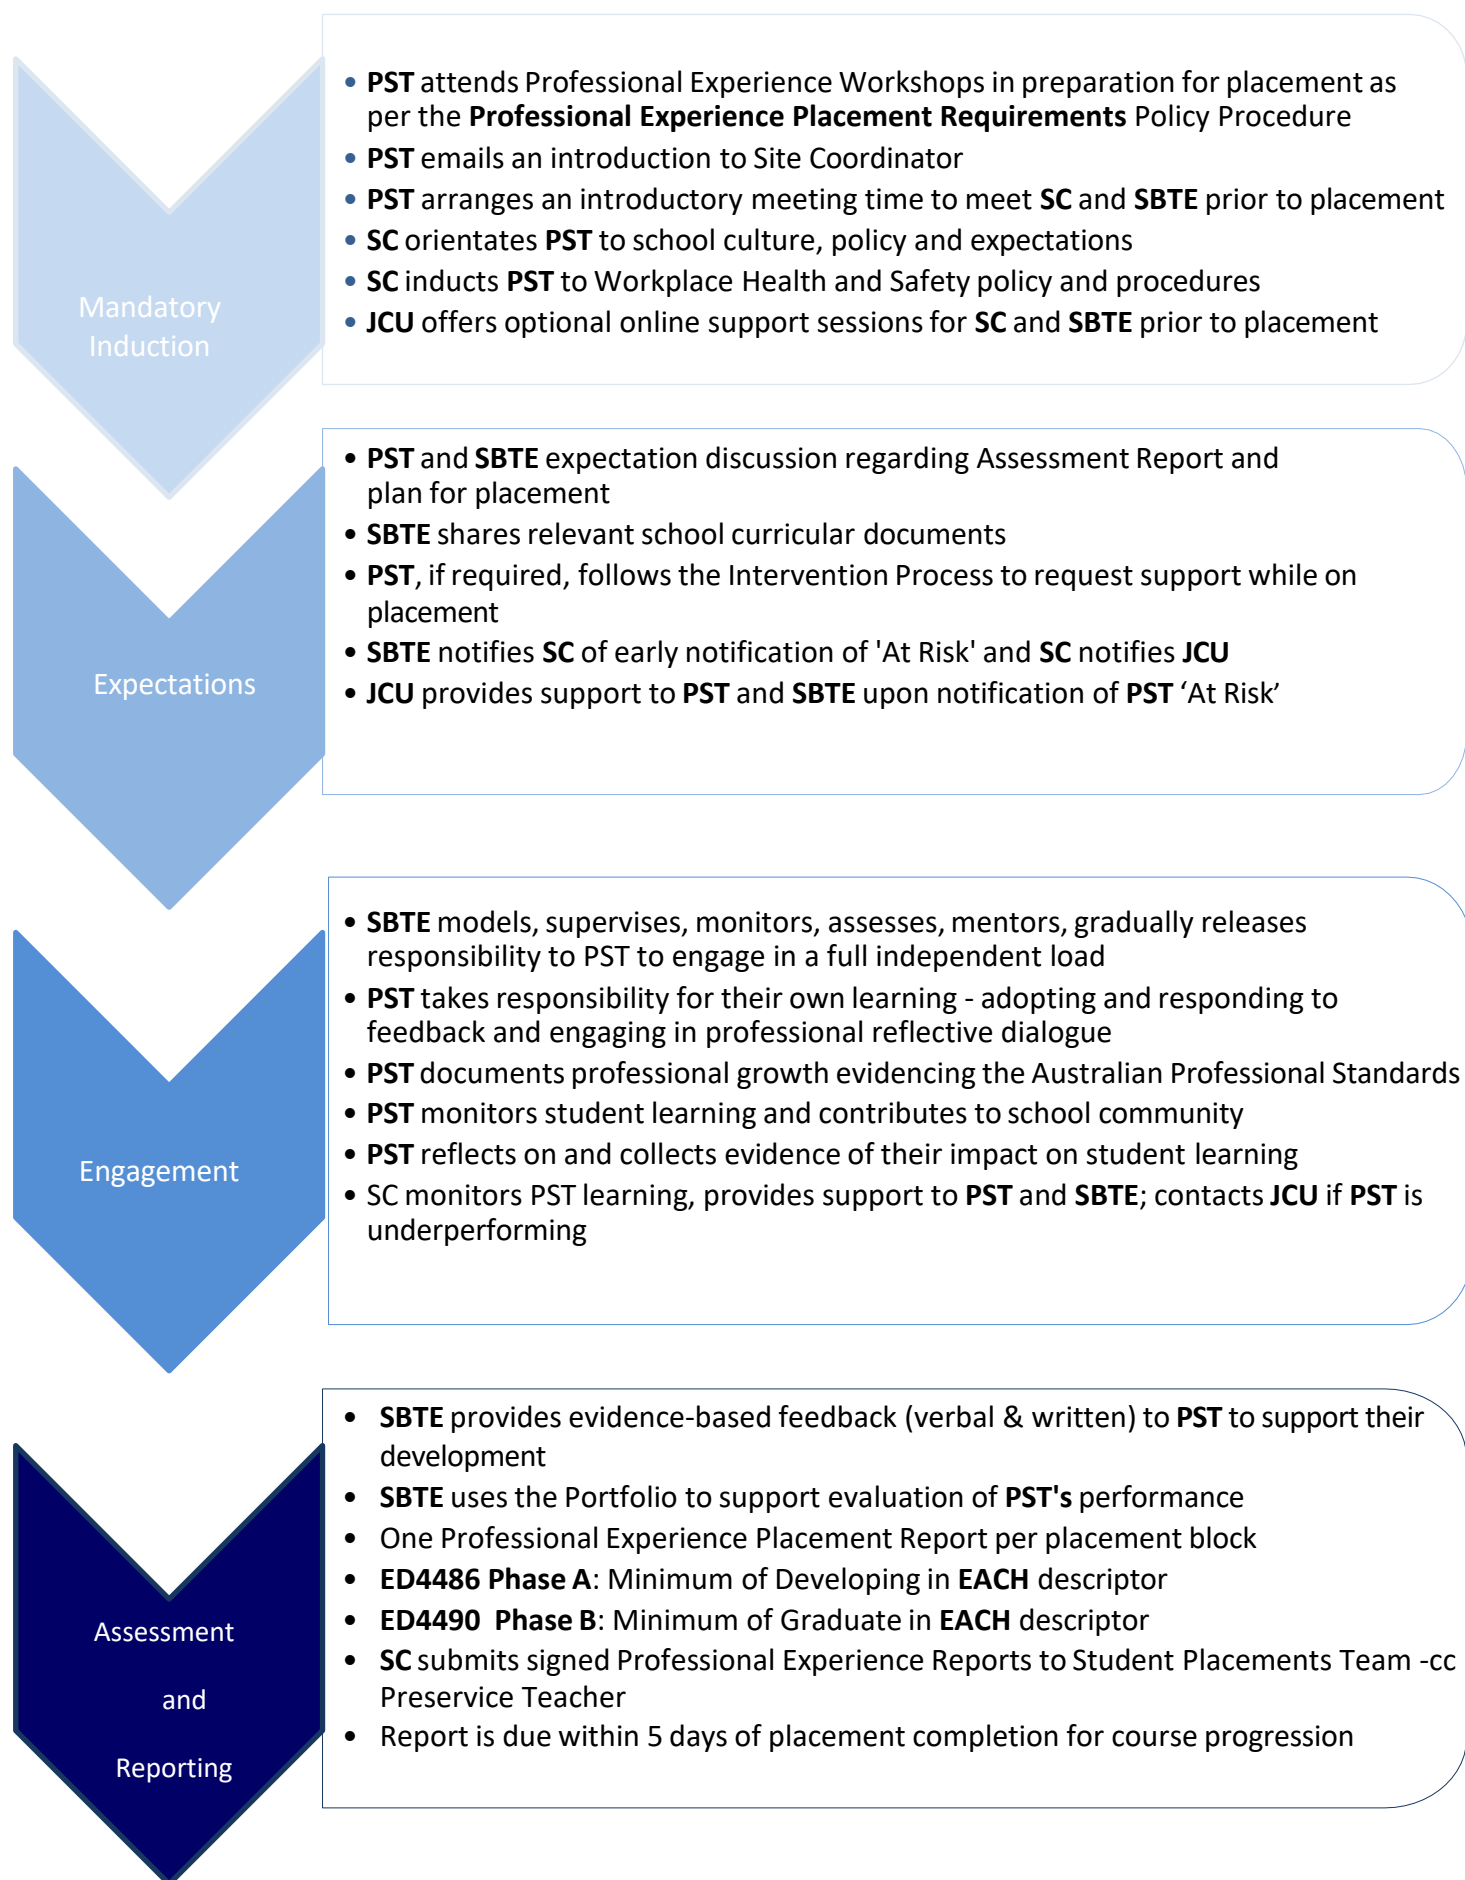 Mandatory
Induction
• PST attends Professional Experience Workshops in preparation for placement as
per the Professional Experience Placement Requirements Policy Procedure
• PST emails an introduction to Site Coordinator
• PST arranges an introductory meeting time to meet SC and SBTE prior to placement
• SC orientates PST to school culture, policy and expectations
• SC inducts PST to Workplace Health and Safety policy and procedures
• JCU offers optional online support sessions for SC and SBTE prior to placement
Expectations
• PST and SBTE expectation discussion regarding Assessment Report and
plan for placement
• SBTE shares relevant school curricular documents
• PST, if required, follows the Intervention Process to request support while on
placement
• SBTE notifies SC of early notification of 'At Risk' and SC notifies JCU
• JCU provides support to PST and SBTE upon notification of PST ‘At Risk’
Engagement
• SBTE models, supervises, monitors, assesses, mentors, gradually releases
responsibility to PST to engage in a full independent load
• PST takes responsibility for their own learning - adopting and responding to
feedback and engaging in professional reflective dialogue
• PST documents professional growth evidencing the Australian Professional Standards
• PST monitors student learning and contributes to school community
• PST reflects on and collects evidence of their impact on student learning
• SC monitors PST learning, provides support to PST and SBTE; contacts JCU if PST is
underperforming
Assessment
and
Reporting
• SBTE provides evidence-based feedback (verbal & written) to PST to support their
development
• SBTE uses the Portfolio to support evaluation of PST's performance
• One Professional Experience Placement Report per placement block
• ED4486 Phase A: Minimum of Developing in EACH descriptor
• ED4490 Phase B: Minimum of Graduate in EACH descriptor
• SC submits signed Professional Experience Reports to Student Placements Team -cc
Preservice Teacher
• Report is due within 5 days of placement completion for course progression